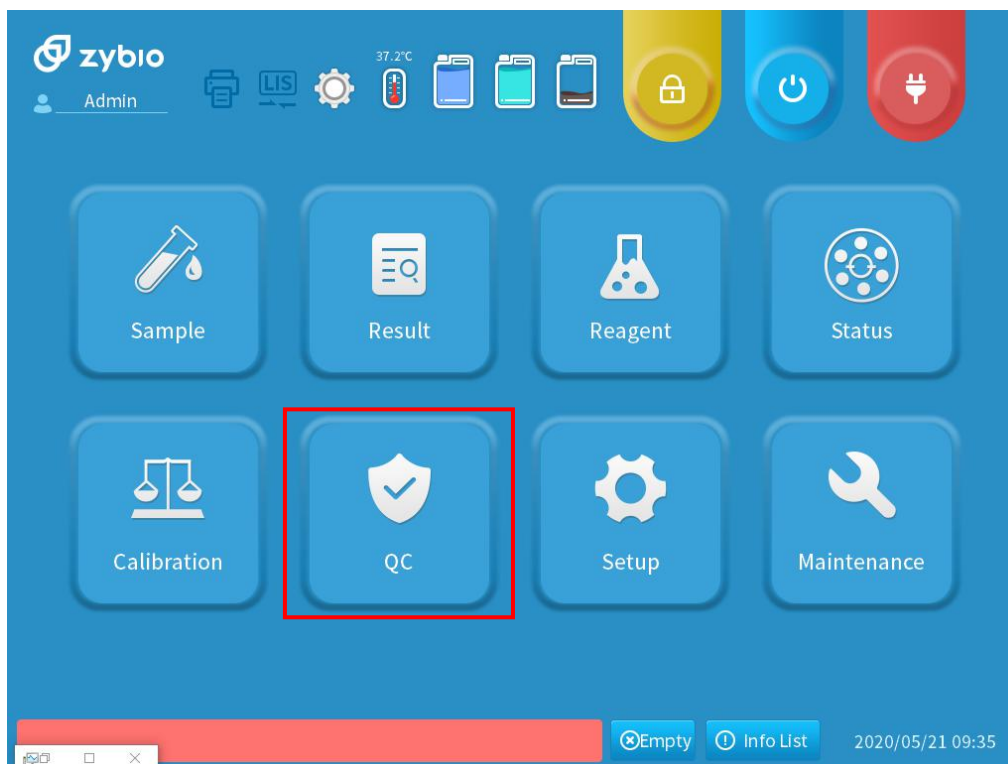 zybio
Admin
LIS
37.2℃
Sample
Result
Reagent
Status
Calibration
QC
Setup
Maintenance
Empty
Info List
2020/05/21 09:35